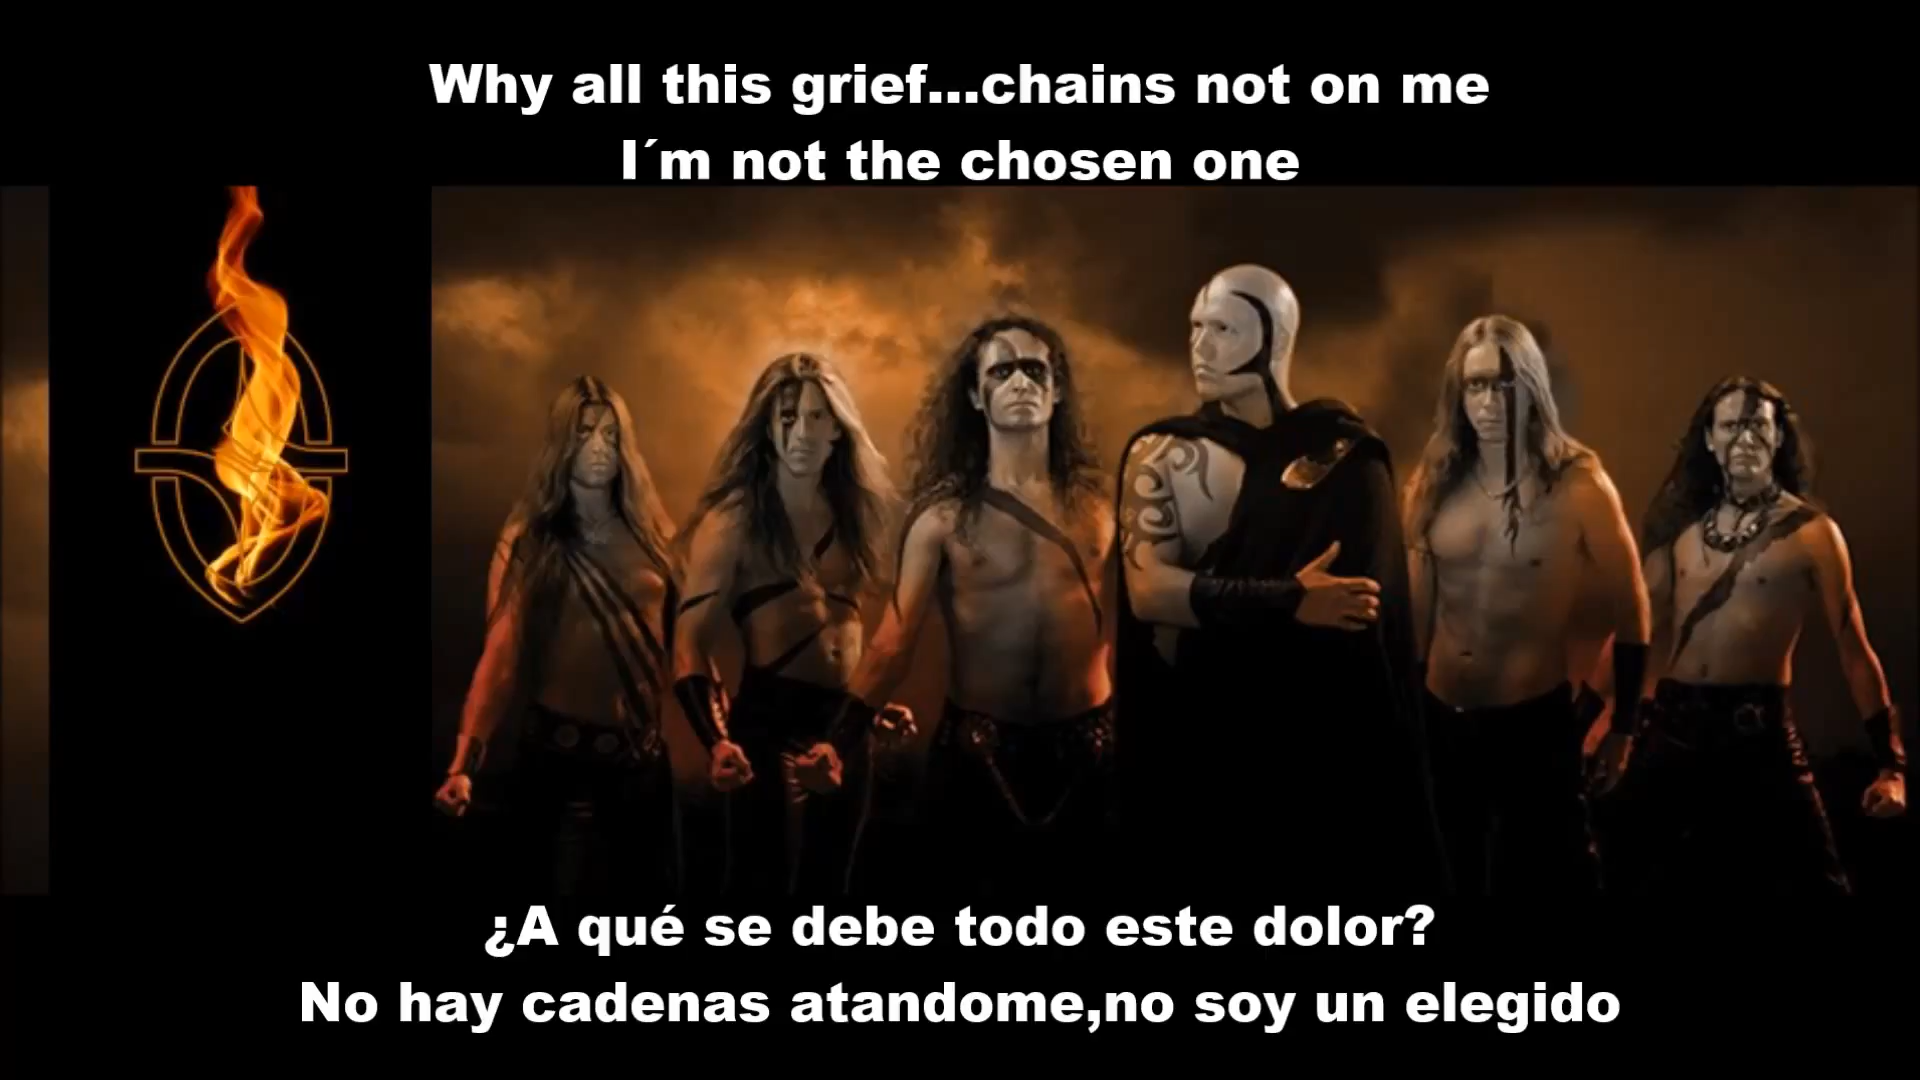 Why all this grief...chains not on me
I´m not the chosen one
¿A qué se debe todo este dolor?
No hay cadenas atandome,no soy un elegido